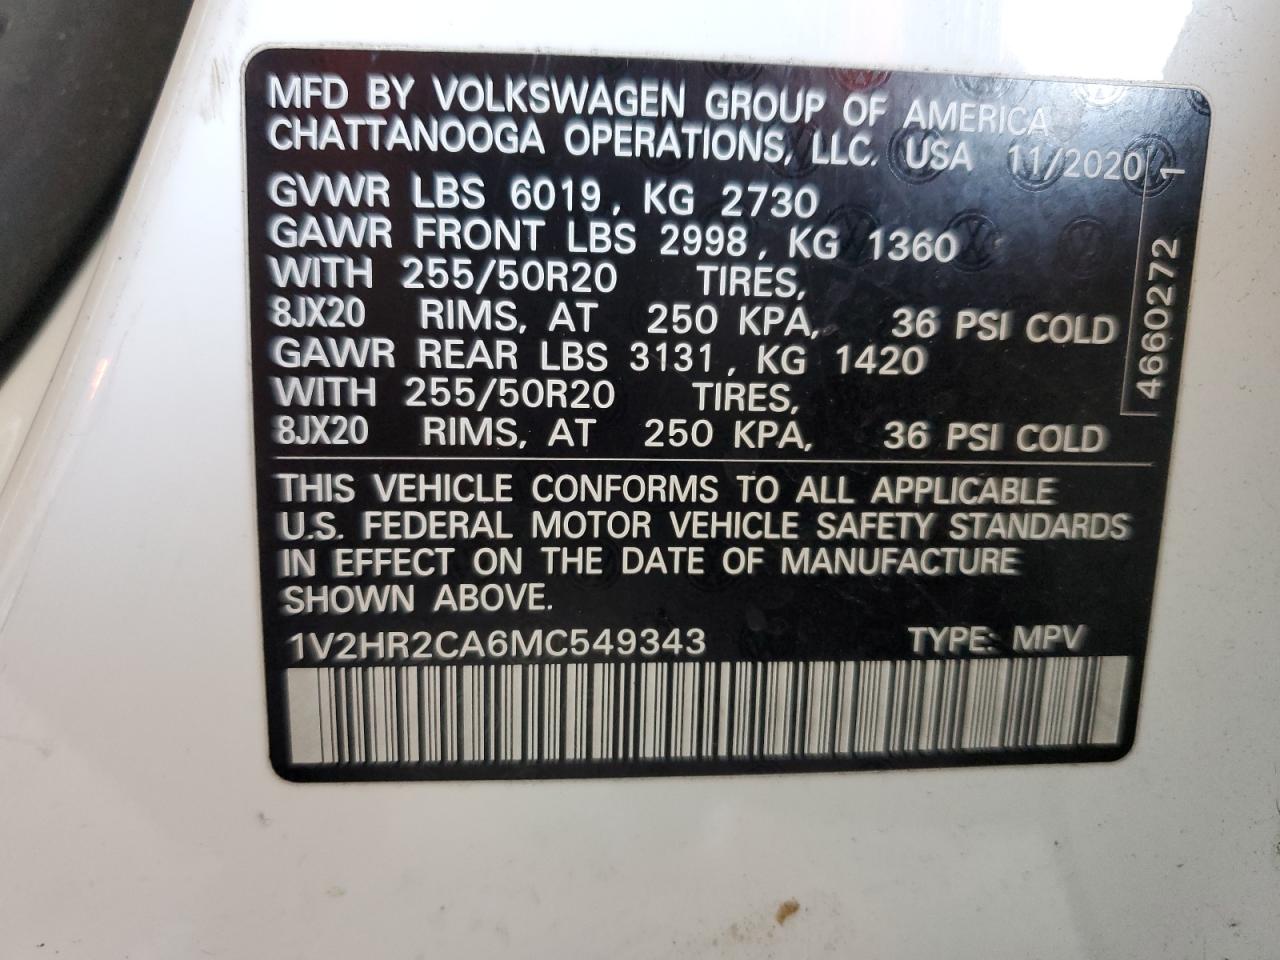 MFD BY VOLKSWAGEN GROUP OF AMERICA
CHATTANOOGA OPERATIONS, LLC. USA 11/2020
GVWR LBS 6019, KG 2730
GAWR FRONT LBS 2998, KG 1360
WITH 255/50R20 TIRES,
8JX20 RIMS, AT 250 KPA, 36 PSI COLD
GAWR REAR LBS 3131, KG 1420
WITH 255/50R20 TIRES,
8JX20 RIMS, AT 250 KPA, 36 PSI COLD
4660272 1
THIS VEHICLE CONFORMS TO ALL APPLICABLE
U.S. FEDERAL MOTOR VEHICLE SAFETY STANDARDS
IN EFFECT ON THE DATE OF MANUFACTURE
SHOWN ABOVE.
1V2HR2CA6MC549343 TYPE: MPV